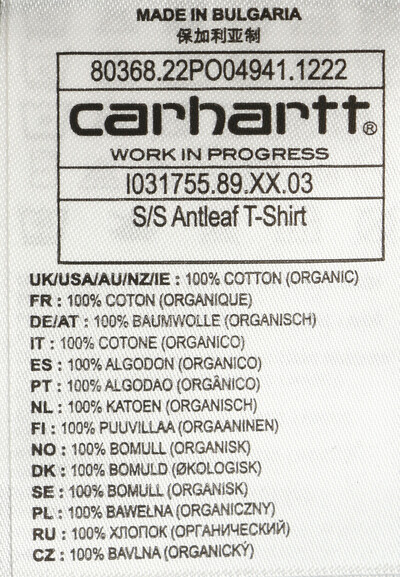 MADE IN BULGARIA
保加利亚制
80368.22PO04941.1222
carhartt®
WORK IN PROGRESS
I031755.89.XX.03
S/S Antleaf T-Shirt
UK/USA/AU/NZ/IE : 100% COTTON (ORGANIC)
FR : 100% COTON (ORGANIQUE)
DE/AT : 100% BAUMWOLLE (ORGANISCH)
IT : 100% COTONE (ORGANICO)
ES : 100% ALGODON (ORGANICO)
PT : 100% ALGODAO (ORGÂNICO)
NL : 100% KATOEN (ORGANISCH)
FI : 100% PUUVILLAA (ORGAANINEN)
NO : 100% BOMULL (ORGANISK)
DK : 100% BOMULD (ØKOLOGISK)
SE : 100% BOMULL (ORGANISK)
PL : 100% BAWEŁNA (ORGANICZNY)
RU : 100% ХЛОПОК (ОРГАНИЧЕСКИЙ)
CZ : 100% BAVLNA (ORGANICKÝ)